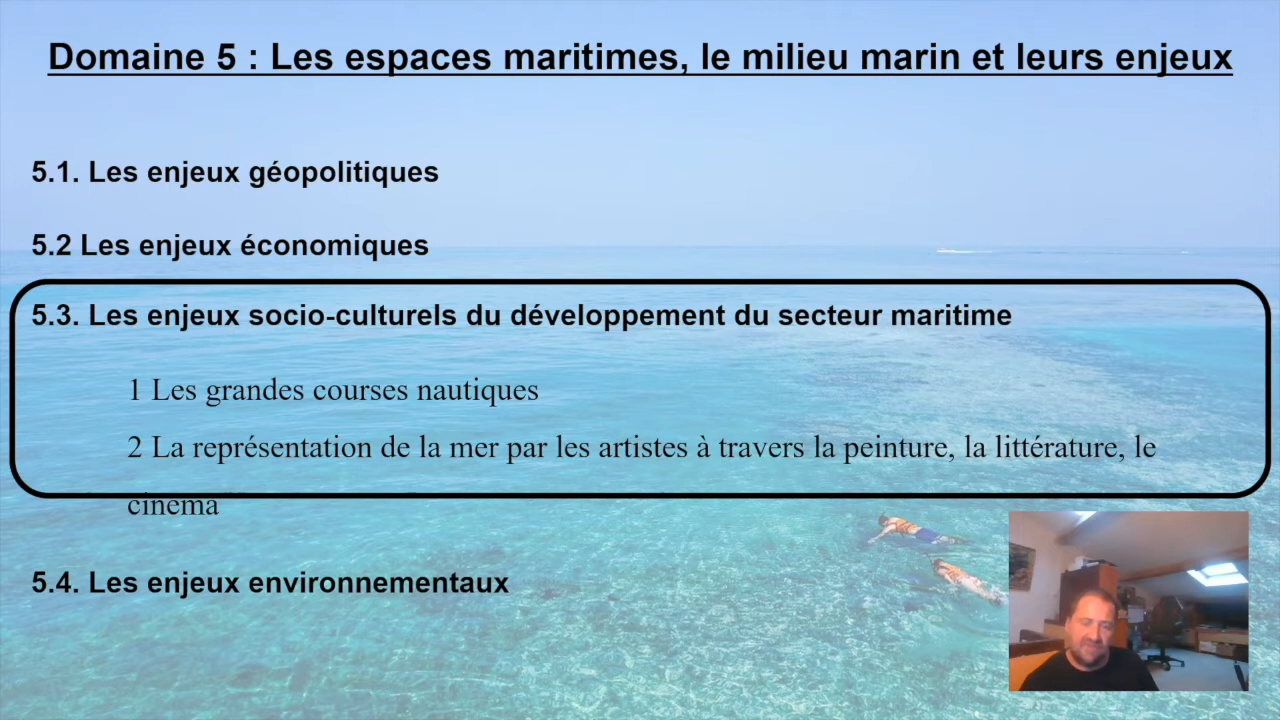 Domaine 5 : Les espaces maritimes, le milieu marin et leurs enjeux
5.1. Les enjeux géopolitiques
5.2 Les enjeux économiques
5.3. Les enjeux socio-culturels du développement du secteur maritime
1 Les grandes courses nautiques
2 La représentation de la mer par les artistes à travers la peinture, la littérature, le
cinéma
5.4. Les enjeux environnementaux